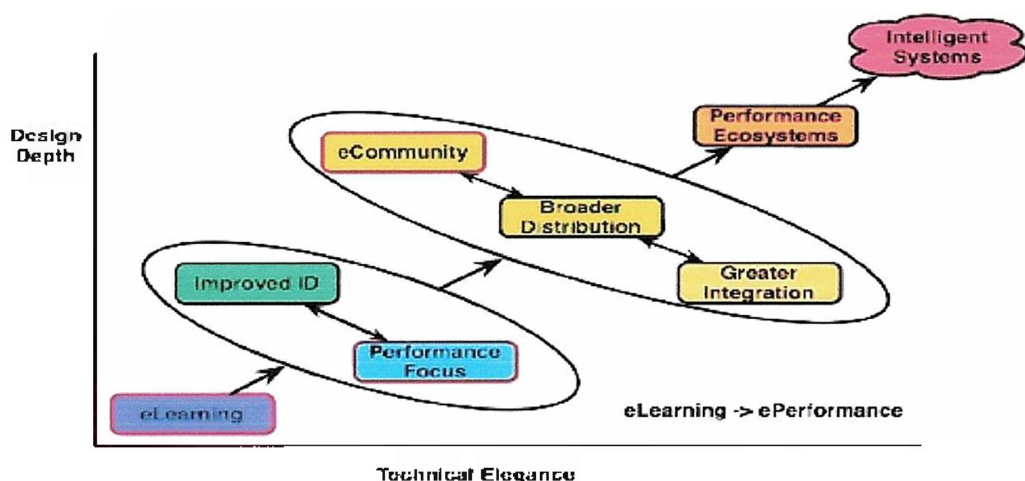 Intelligent
Systems
Performance
Ecosystems
Design
Depth
eCommunity
Broader
Distribution
Improved ID
Greater
Integration
Performance
Focus
eLearning
eLearning -> ePerformance
Technical Elegance